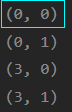 (0, 0)
(0, 1)
(3, 0)
(3, 1)